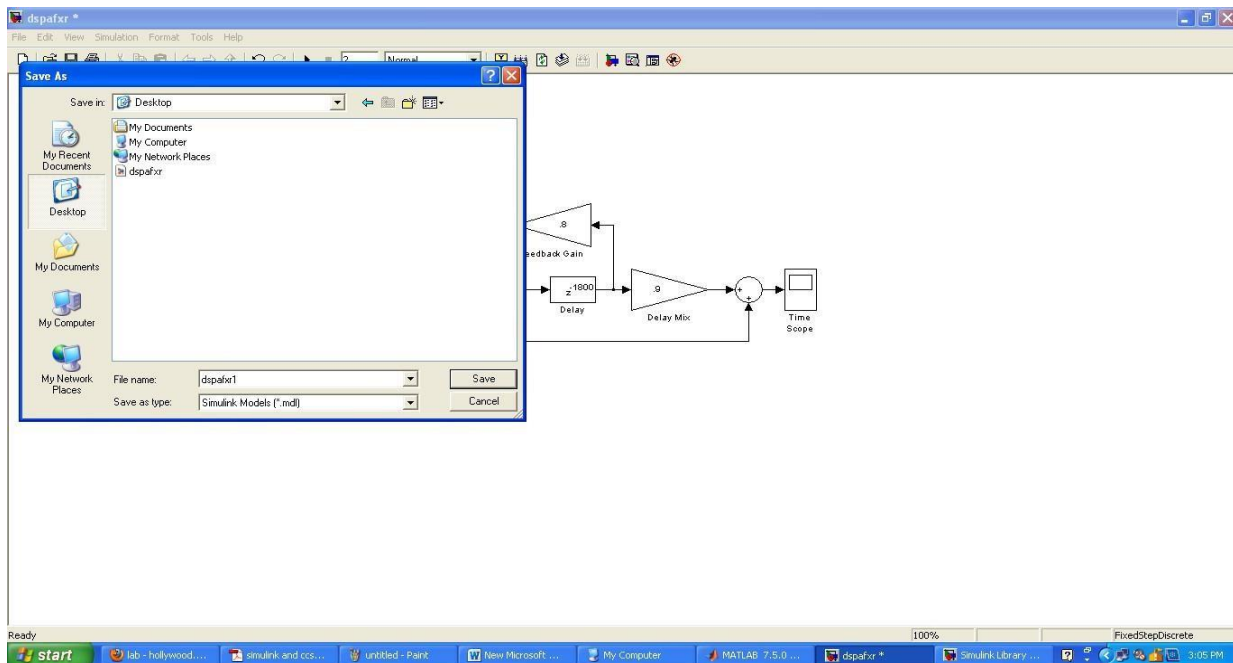 dspafxr *
File Edit View Simulation Format Tools Help
Normal
Save As
Save in: Desktop
My Recent Documents
Desktop
My Documents
My Computer
My Network Places
My Documents
My Computer
My Network Places
dspafxr
File name: dspafxr1
Save as type: Simulink Models (*.mdl)
Save
Cancel
.8
eedback Gain
z-1800
Delay
.9
Delay Mix
+
+
Time
Scope
Ready
100%
FixedStepDiscrete
start
lab - hollywood....
simulink and ccs...
untitled - Paint
New Microsoft ...
My Computer
MATLAB 7.5.0 ...
dspafxr *
Simulink Library ...
3:05 PM